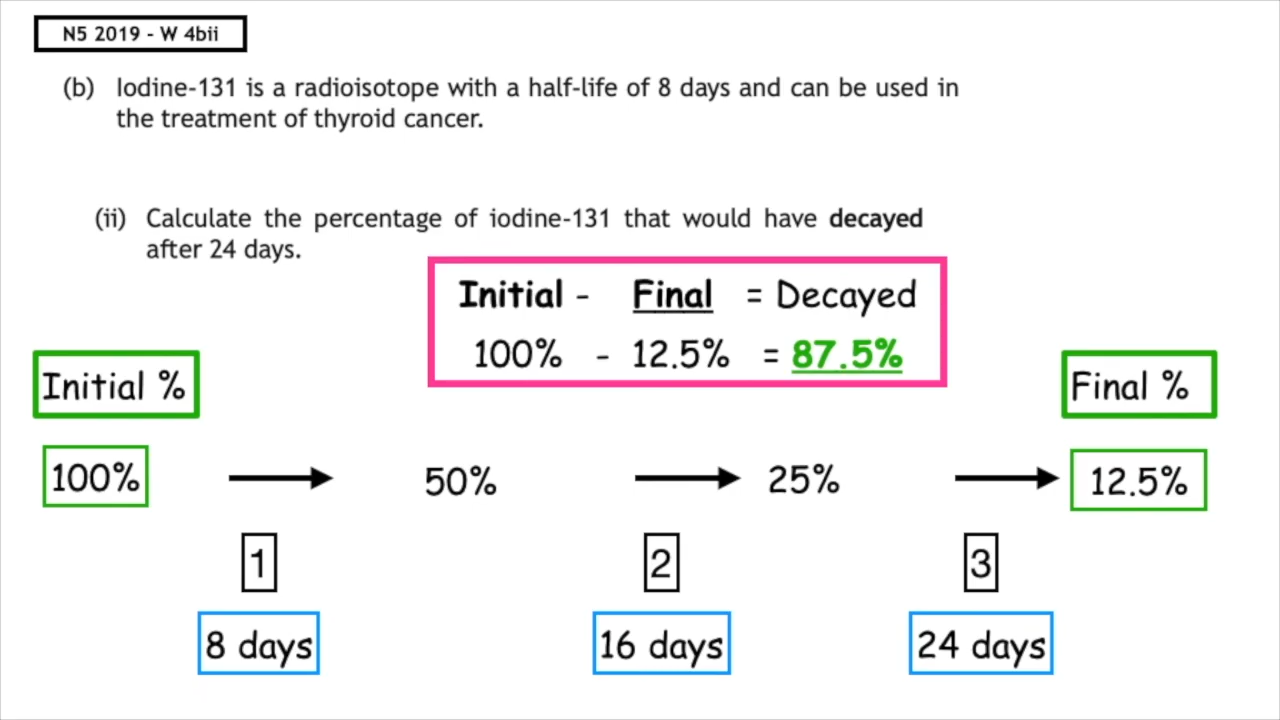 N5 2019 - W 4bii
(b) Iodine-131 is a radioisotope with a half-life of 8 days and can be used in
the treatment of thyroid cancer.
(ii) Calculate the percentage of iodine-131 that would have decayed
after 24 days.
Initial - Final = Decayed
100% - 12.5% = 87.5%
Initial %
Final %
100% 50% 25% 12.5%
1 2 3
8 days 16 days 24 days